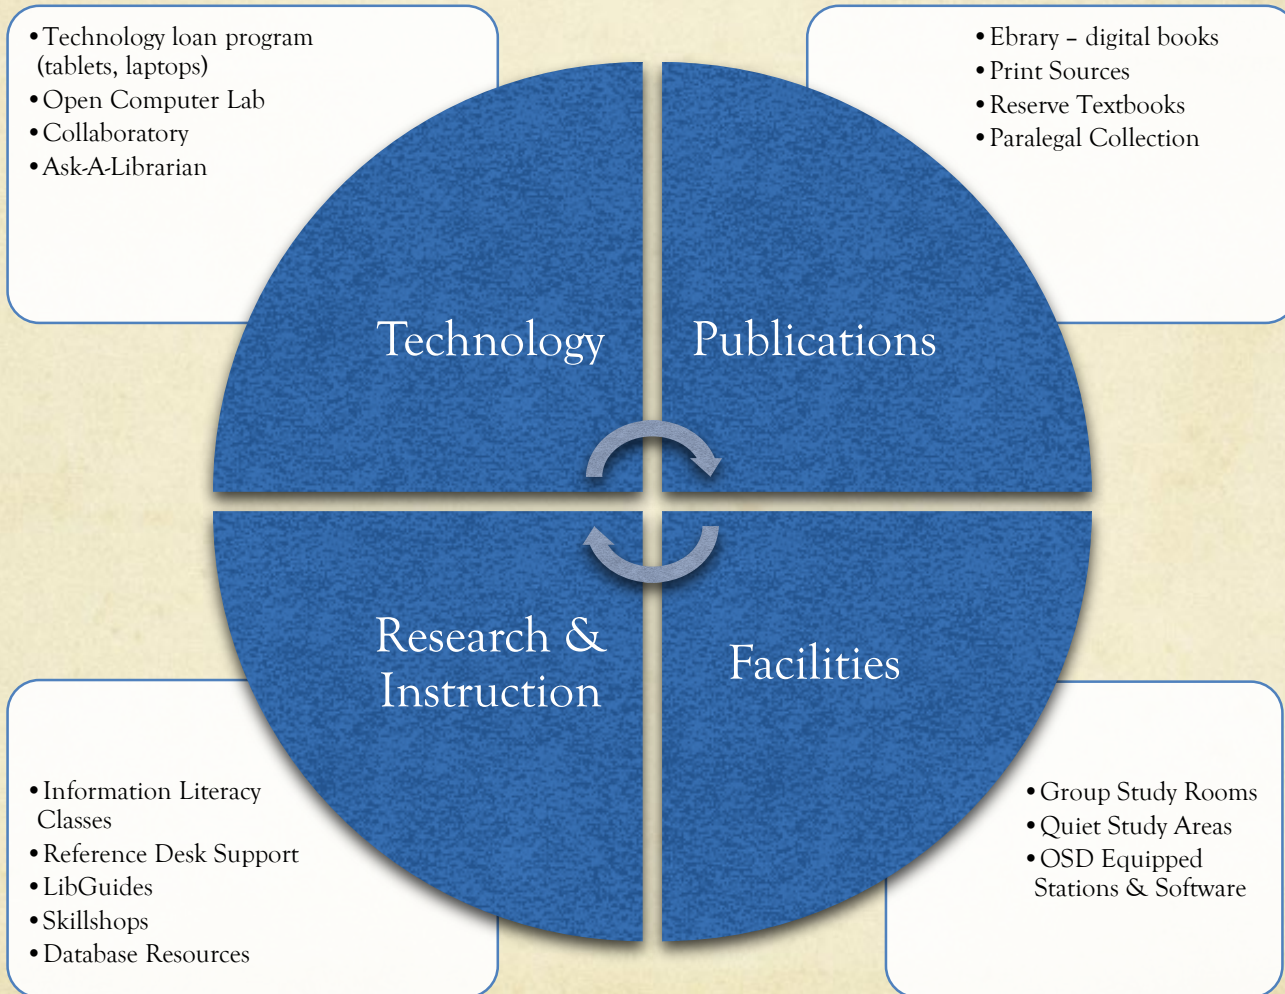 • Technology loan program
(tablets, laptops)
• Open Computer Lab
• Collaboratory
• Ask-A-Librarian
• Ebrary – digital books
• Print Sources
• Reserve Textbooks
• Paralegal Collection
Technology
Publications
Research &
Instruction
Facilities
• Information Literacy
Classes
• Reference Desk Support
• LibGuides
• Skillshops
• Database Resources
• Group Study Rooms
• Quiet Study Areas
• OSD Equipped
Stations & Software